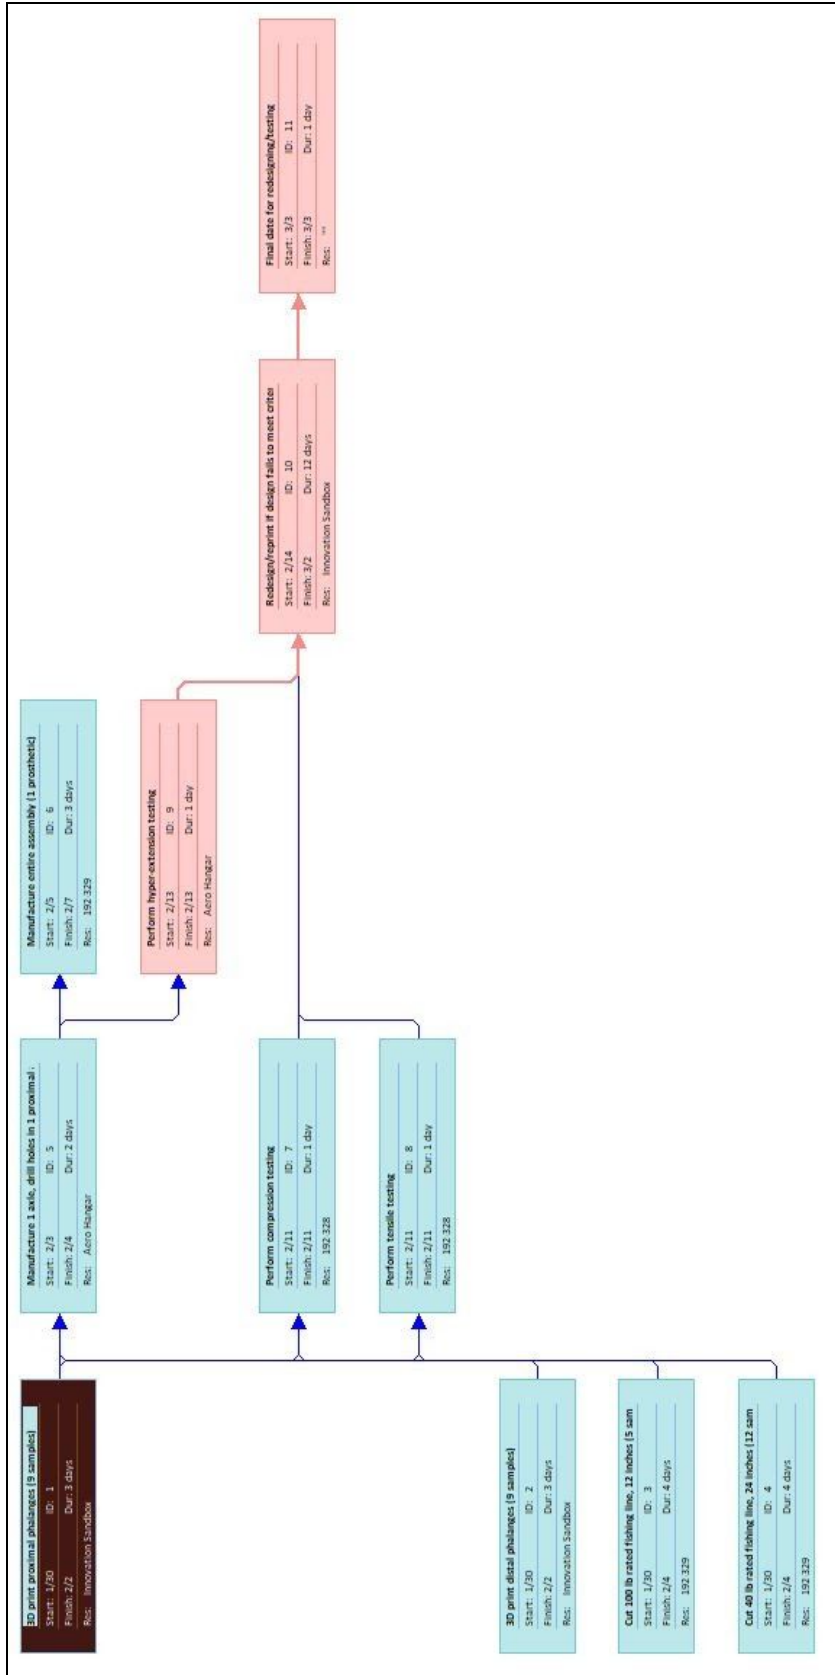 3D print proximal phalanges (9 samples)
Start: 1/30 ID: 1
Finish: 2/2 Dur: 3 days
Res: Innovation Sandbox
3D print distal phalanges (9 samples)
Start: 1/30 ID: 2
Finish: 2/2 Dur: 3 days
Res: Innovation Sandbox
Cut 100 lb rated fishing line, 12 inches (5 sam
Start: 1/30 ID: 3
Finish: 2/4 Dur: 4 days
Res: 192 329
Cut 40 lb rated fishing line, 24 inches (12 sam
Start: 1/30 ID: 4
Finish: 2/4 Dur: 4 days
Res: 192 329
Manufacture 1 axle, drill holes in 1 proximal
Start: 2/3 ID: 5
Finish: 2/4 Dur: 2 days
Res: Aero Hangar
Perform compression testing
Start: 2/11 ID: 7
Finish: 2/11 Dur: 1 day
Res: 192 328
Perform tensile testing
Start: 2/11 ID: 8
Finish: 2/11 Dur: 1 day
Res: 192 328
Manufacture entire assembly (1 prosthetic)
Start: 2/5 ID: 6
Finish: 2/7 Dur: 3 days
Res: 192 329
Perform hyper-extension testing
Start: 2/13 ID: 9
Finish: 2/13 Dur: 1 day
Res: Aero Hangar
Redesign/reprint if design fails to meet criter
Start: 2/14 ID: 10
Finish: 3/2 Dur: 12 days
Res: Innovation Sandbox
Final date for redesigning/testing
Start: 3/3 ID: 11
Finish: 3/3 Dur: 1 day
Res: